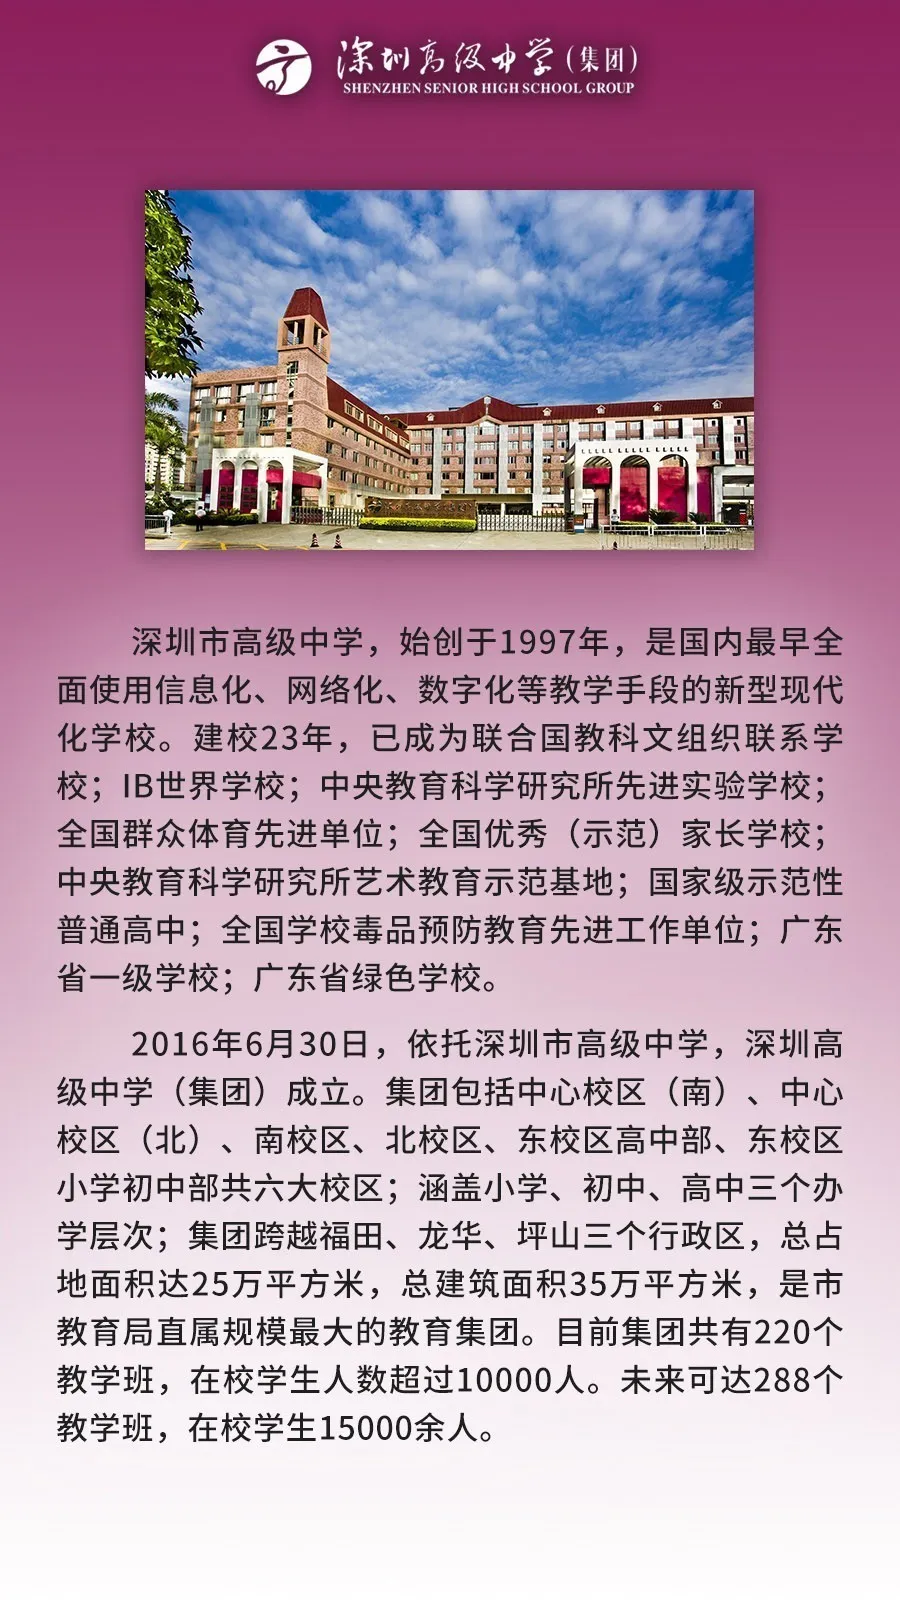 深圳高级中学(集团)
SHENZHEN SENIOR HIGH SCHOOL GROUP
深圳市高级中学，始创于1997年，是国内最早全
面使用信息化、网络化、数字化等教学手段的新型现代
化学校。建校23年，已成为联合国教科文组织联系学
校；IB世界学校；中央教育科学研究所先进实验学校；
全国群众体育先进单位；全国优秀（示范）家长学校；
中央教育科学研究所艺术教育示范基地；国家级示范性
普通高中；全国学校毒品预防教育先进工作单位；广东
省一级学校；广东省绿色学校。
2016年6月30日，依托深圳市高级中学，深圳高
级中学（集团）成立。集团包括中心校区（南）、中心
校区（北）、南校区、北校区、东校区高中部、东校区
小学初中部共六大校区；涵盖小学、初中、高中三个办
学层次；集团跨越福田、龙华、坪山三个行政区，总占
地面积达25万平方米，总建筑面积35万平方米，是市
教育局直属规模最大的教育集团。目前集团共有220个
教学班，在校学生人数超过10000人。未来可达288个
教学班，在校学生15000余人。